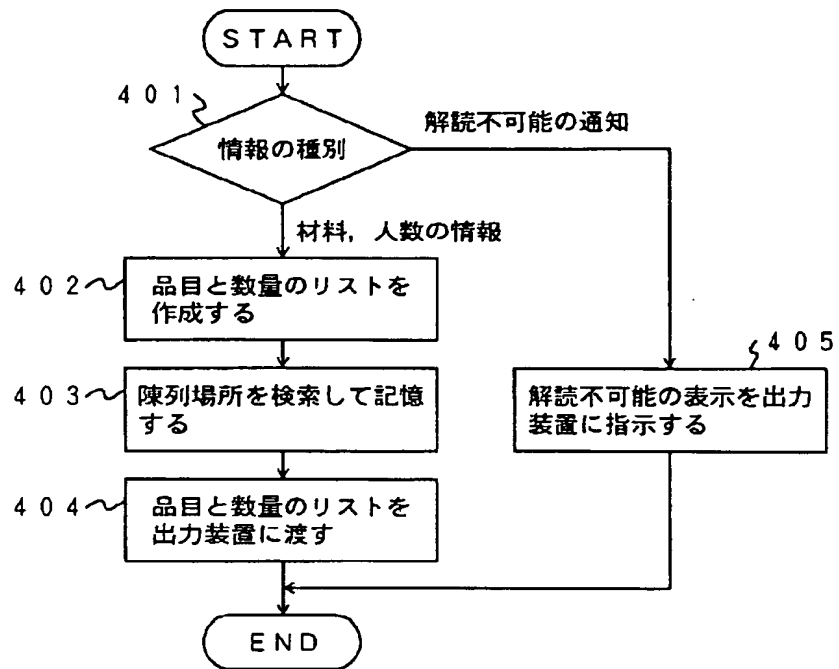 START
401
情報の種別
解読不可能の通知
材料，人数の情報
402
品目と数量のリストを
作成する
403
陳列場所を検索して記憶
する
405
解読不可能の表示を出力
装置に指示する
404
品目と数量のリストを
出力装置に渡す
END